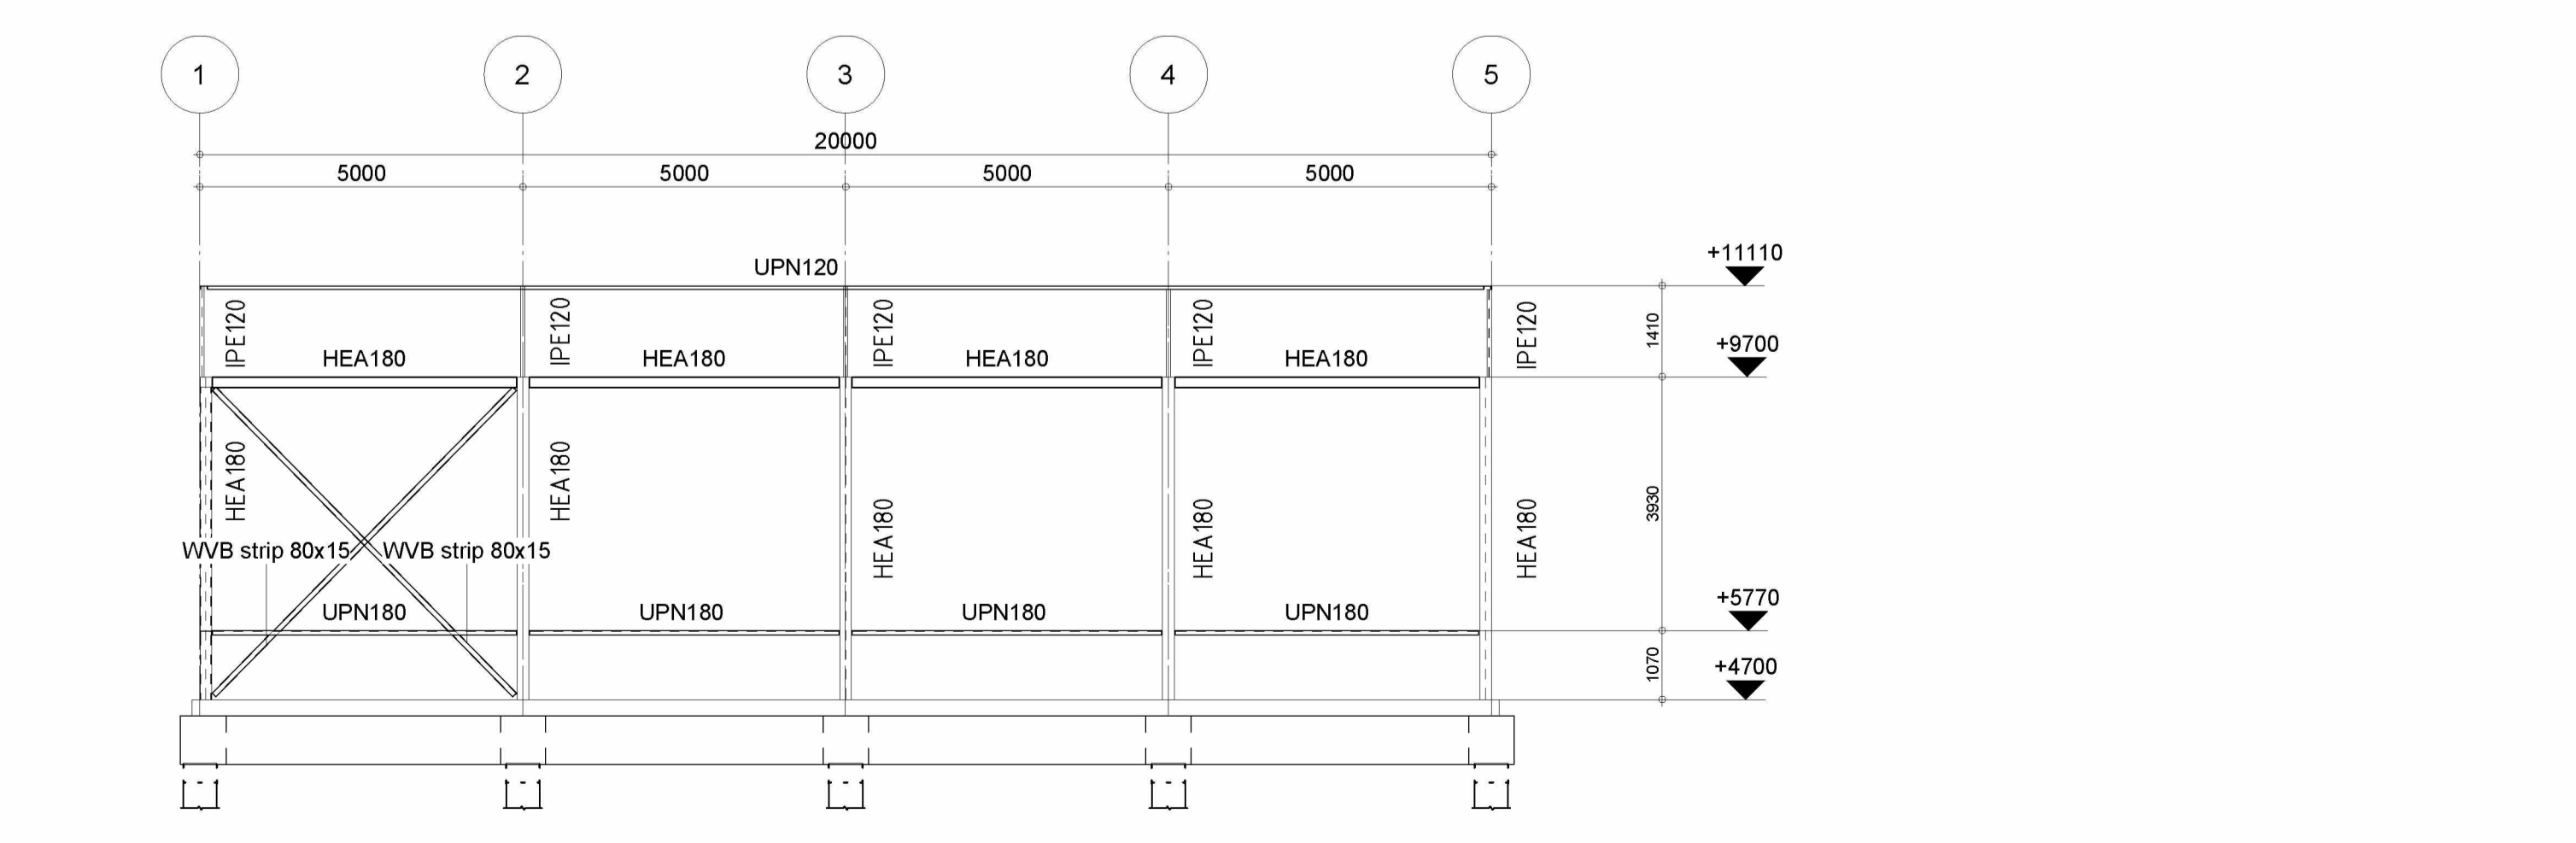 1 2 3 4 5
20000
5000 5000 5000 5000
+11110
UPN120
IPE120 IPE120 IPE120 IPE120 IPE120
1410
+9700
HEA180 HEA180 HEA180 HEA180
HEA180 HEA180 HEA180 HEA180 HEA180
3930
WVB strip 80x15 WVB strip 80x15
+5770
UPN180 UPN180 UPN180 UPN180
1070
+4700